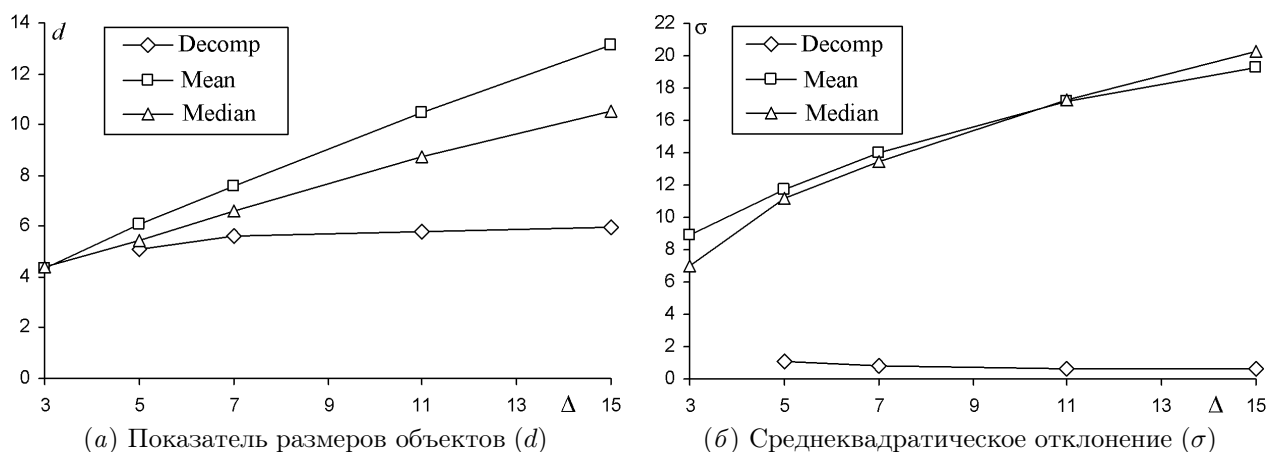 14
d
12
10
8
6
4
2
0
Decomp
Mean
Median
3
5
7
9
11
13
Δ
15
(а) Показатель размеров объектов (d)
22
σ
20
18
16
14
12
10
8
6
4
2
0
Decomp
Mean
Median
3
5
7
9
11
13
Δ
15
(б) Среднеквадратическое отклонение (σ)